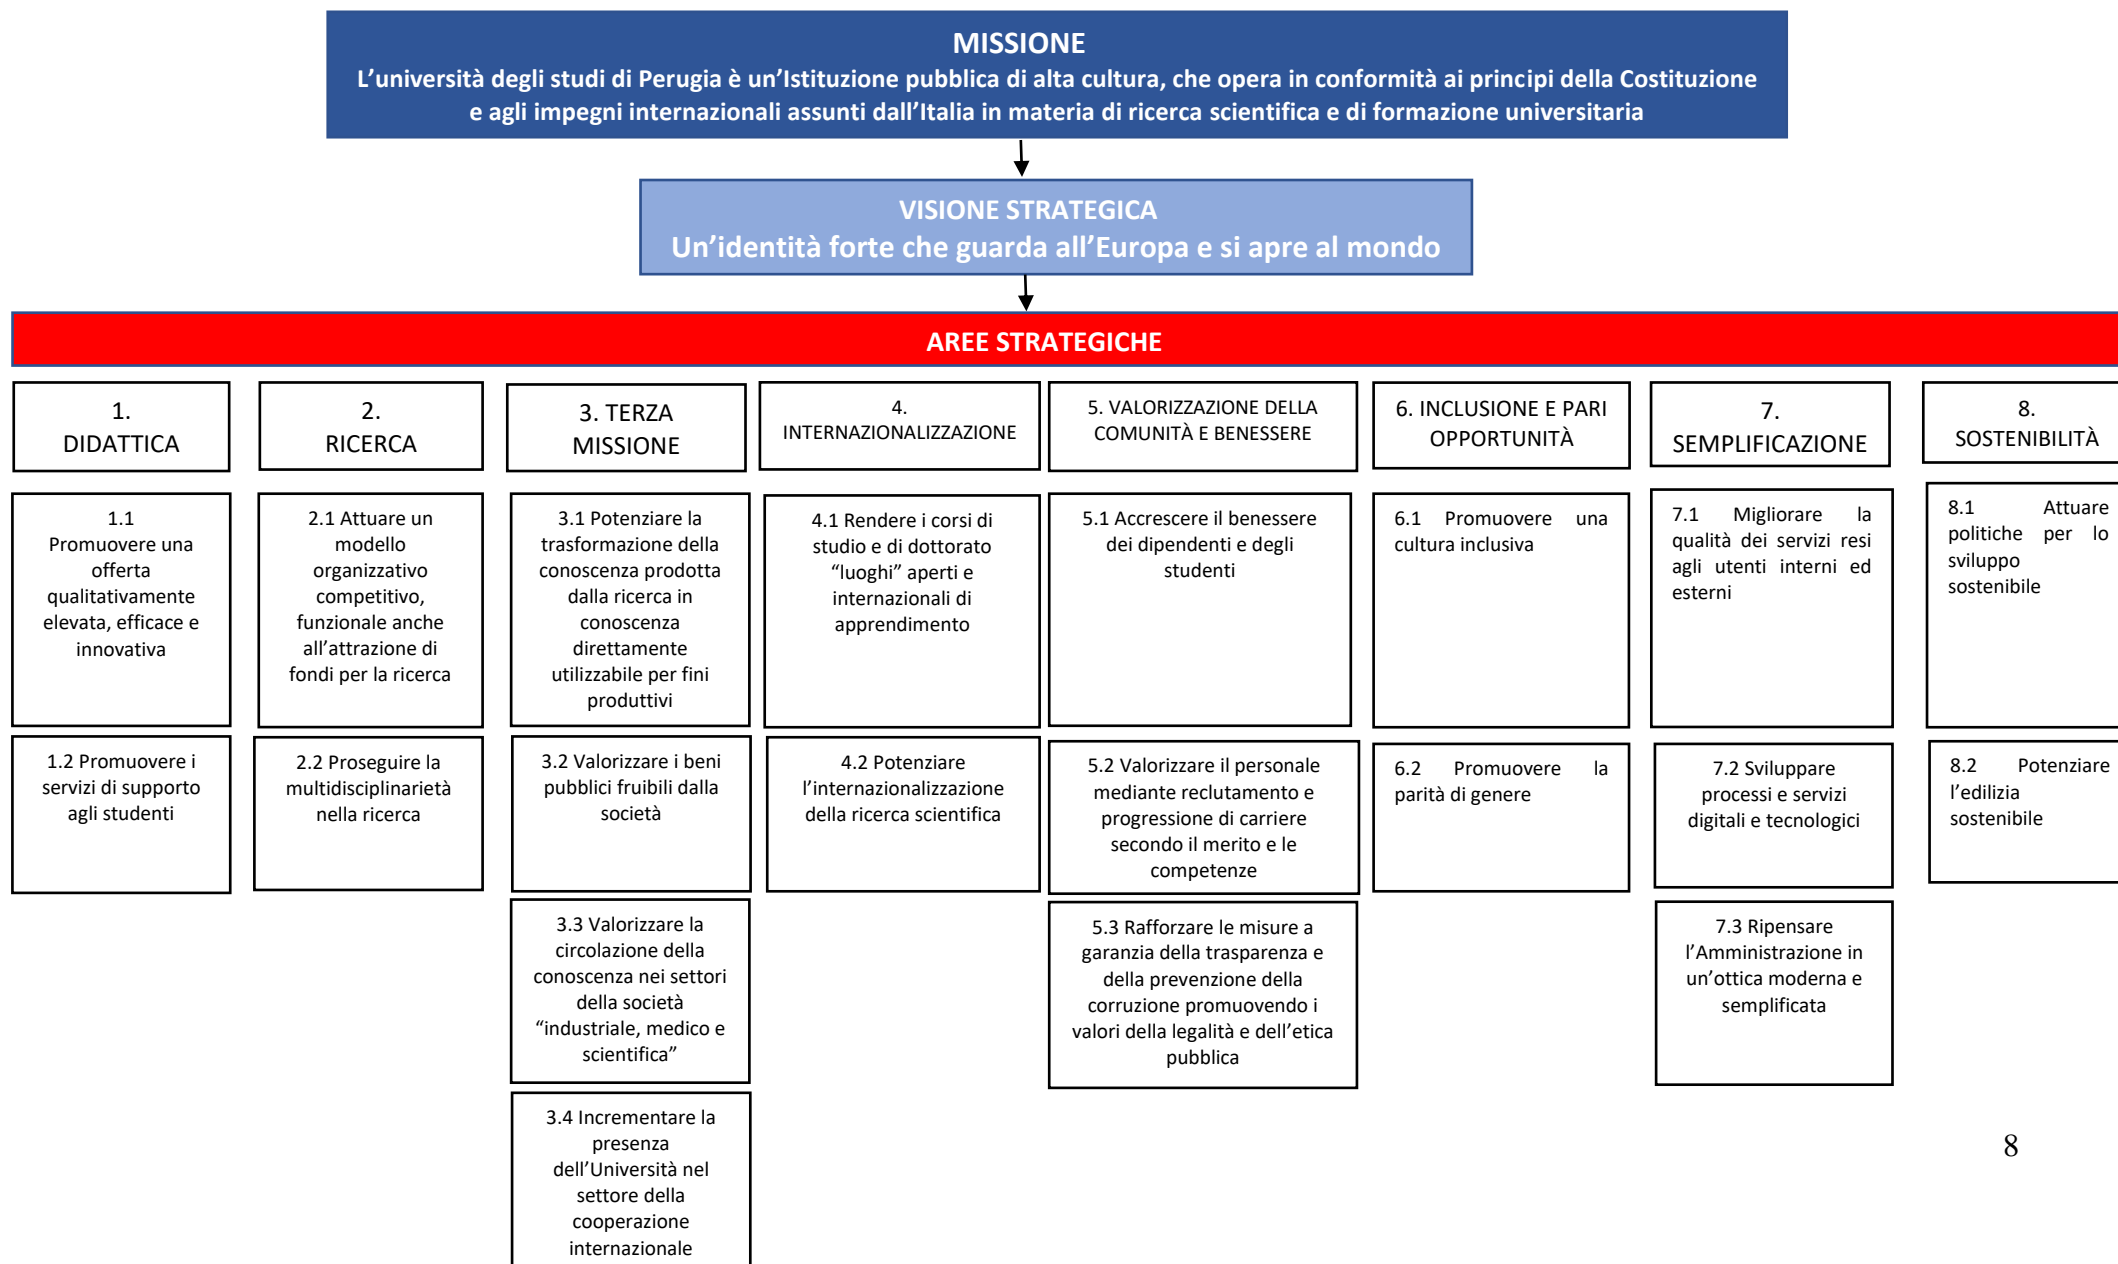 MISSIONE
L’università degli studi di Perugia è un’Istituzione pubblica di alta cultura, che opera in conformità ai principi della Costituzione
e agli impegni internazionali assunti dall’Italia in materia di ricerca scientifica e di formazione universitaria
VISIONE STRATEGICA
Un’identità forte che guarda all’Europa e si apre al mondo
AREE STRATEGICHE
1.
DIDATTICA
2.
RICERCA
3. TERZA
MISSIONE
4.
INTERNAZIONALIZZAZIONE
5. VALORIZZAZIONE DELLA
COMUNITÀ E BENESSERE
6. INCLUSIONE E PARI
OPPORTUNITÀ
7.
SEMPLIFICAZIONE
8.
SOSTENIBILITÀ
1.1
Promuovere una
offerta
qualitativamente
elevata, efficace e
innovativa
2.1 Attuare un
modello
organizzativo
competitivo,
funzionale anche
all’attrazione di
fondi per la ricerca
3.1 Potenziare la
trasformazione della
conoscenza prodotta
dalla ricerca in
conoscenza
direttamente
utilizzabile per fini
produttivi
4.1 Rendere i corsi di
studio e di dottorato
“luoghi” aperti e
internazionali di
apprendimento
5.1 Accrescere il benessere
dei dipendenti e degli
studenti
6.1 Promuovere una
cultura inclusiva
7.1 Migliorare la
qualità dei servizi resi
agli utenti interni ed
esterni
8.1 Attuare
politiche per lo
sviluppo
sostenibile
1.2 Promuovere i
servizi di supporto
agli studenti
2.2 Proseguire la
multidisciplinarietà
nella ricerca
3.2 Valorizzare i beni
pubblici fruibili dalla
società
4.2 Potenziare
l’internazionalizzazione
della ricerca scientifica
5.2 Valorizzare il personale
mediante reclutamento e
progressione di carriere
secondo il merito e le
competenze
6.2 Promuovere la
parità di genere
7.2 Sviluppare
processi e servizi
digitali e tecnologici
8.2 Potenziare
l’edilizia
sostenibile
3.3 Valorizzare la
circolazione della
conoscenza nei settori
della società
“industriale, medico e
scientifica”
5.3 Rafforzare le misure a
garanzia della trasparenza e
della prevenzione della
corruzione promuovendo i
valori della legalità e dell’etica
pubblica
7.3 Ripensare
l’Amministrazione in
un’ottica moderna e
semplificata
3.4 Incrementare la
presenza
dell’Università nel
settore della
cooperazione
internazionale
8